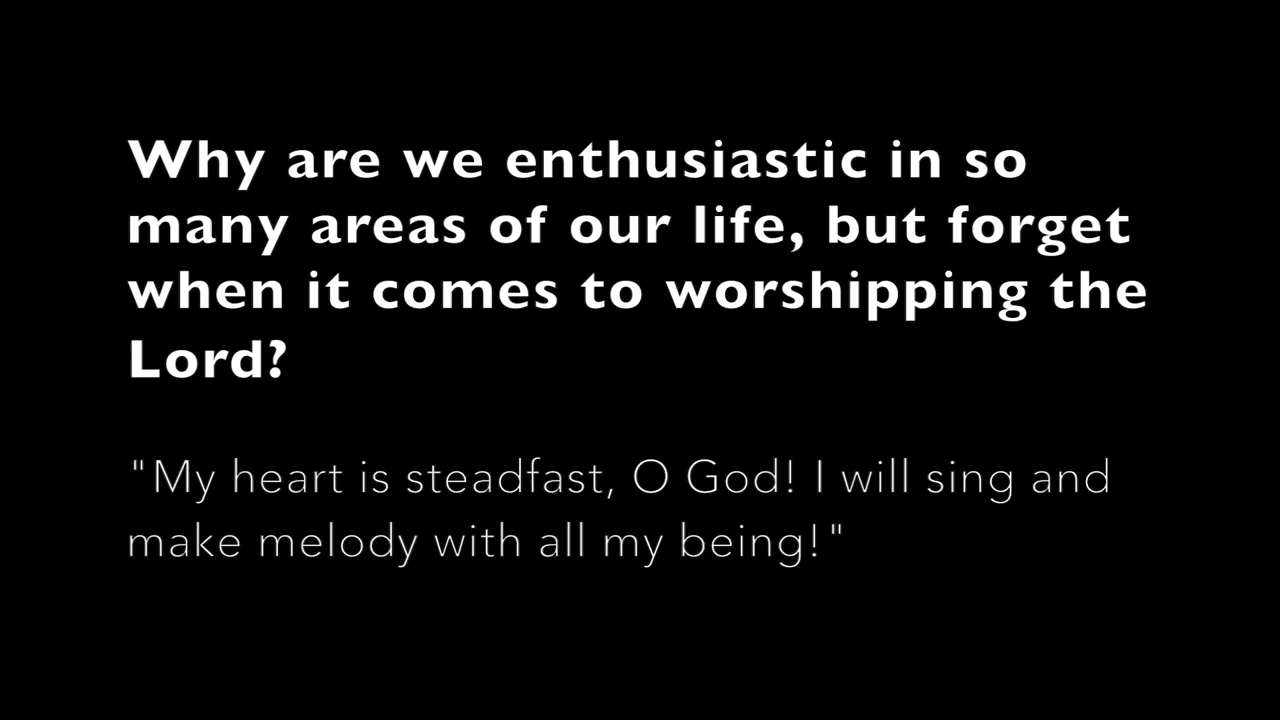 Why are we enthusiastic in so
many areas of our life, but forget
when it comes to worshipping the
Lord?
"My heart is steadfast, O God! I will sing and
make melody with all my being!"